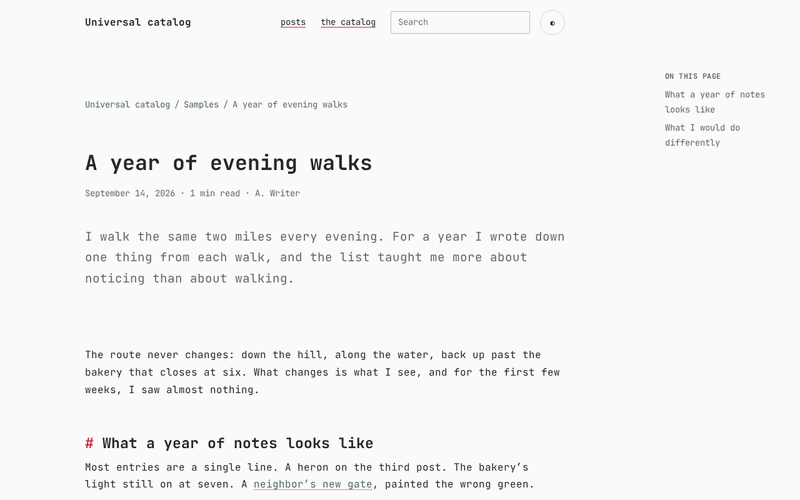 Universal catalog
posts
the catalog
Search
Universal catalog / Samples / A year of evening walks
A year of evening walks
September 14, 2026 · 1 min read · A. Writer
I walk the same two miles every evening. For a year I wrote down
one thing from each walk, and the list taught me more about
noticing than about walking.
The route never changes: down the hill, along the water, back up past the
bakery that closes at six. What changes is what I see, and for the first few
weeks, I saw almost nothing.
# What a year of notes looks like
Most entries are a single line. A heron on the third post. The bakery’s
light still on at seven. A neighbor’s new gate, painted the wrong green.
ON THIS PAGE
What a year of notes
looks like
What I would do
differently